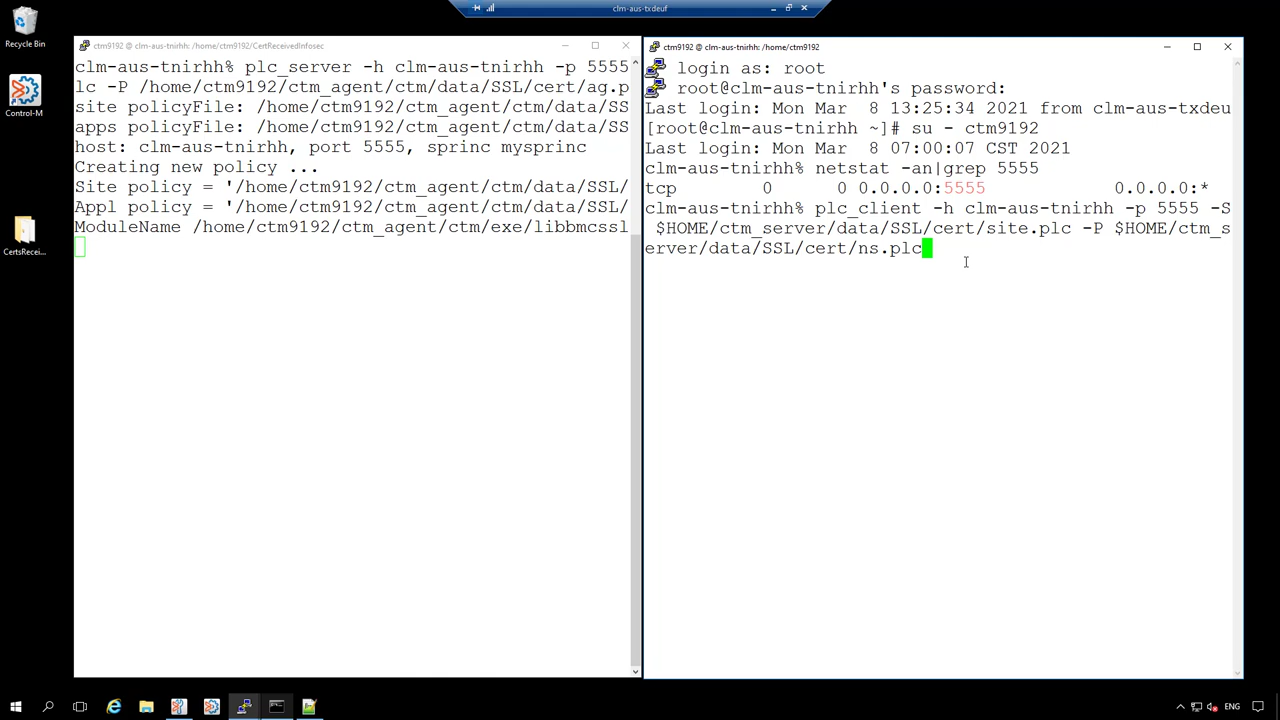 clm-aus-txdeuf
Recycle Bin
Control-M
CertsRecei...
ctm9192 @ clm-aus-tnirhh: /home/ctm9192/CertReceivedInfosec
clm-aus-tnirhh% plc_server -h clm-aus-tnirhh -p 5555
lc -P /home/ctm9192/ctm_agent/ctm/data/SSL/cert/ag.p
site policyFile: /home/ctm9192/ctm_agent/ctm/data/SS
apps policyFile: /home/ctm9192/ctm_agent/ctm/data/SS
host: clm-aus-tnirhh, port 5555, sprinc mysprinc
Creating new policy ...
Site policy = '/home/ctm9192/ctm_agent/ctm/data/SSL/
Appl policy = '/home/ctm9192/ctm_agent/ctm/data/SSL/
ModuleName /home/ctm9192/ctm_agent/ctm/exe/libbmcssl
ctm9192 @ clm-aus-tnirhh: /home/ctm9192
login as: root
root@clm-aus-tnirhh's password:
Last login: Mon Mar  8 13:25:34 2021 from clm-aus-txdeu
[root@clm-aus-tnirhh ~]# su - ctm9192
Last login: Mon Mar  8 07:00:07 CST 2021
clm-aus-tnirhh% netstat -an|grep 5555
tcp        0      0 0.0.0.0:5555            0.0.0.0:*
clm-aus-tnirhh% plc_client -h clm-aus-tnirhh -p 5555 -S
$HOME/ctm_server/data/SSL/cert/site.plc -P $HOME/ctm_s
erver/data/SSL/cert/ns.plc
ENG